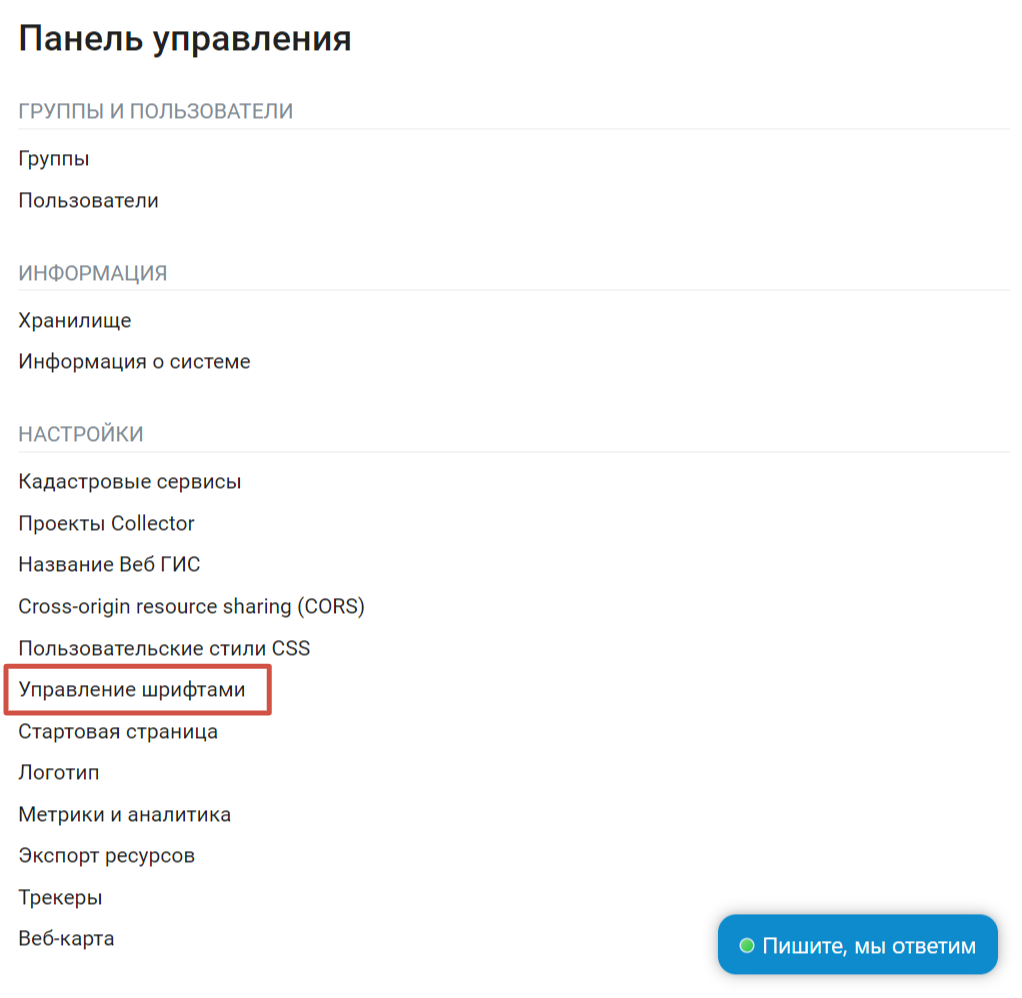 Панель управления
ГРУППЫ И ПОЛЬЗОВАТЕЛИ
Группы
Пользователи
ИНФОРМАЦИЯ
Хранилище
Информация о системе
НАСТРОЙКИ
Кадастровые сервисы
Проекты Collector
Название Веб ГИС
Cross-origin resource sharing (CORS)
Пользовательские стили CSS
Управление шрифтами
Стартовая страница
Логотип
Метрики и аналитика
Экспорт ресурсов
Трекеры
Веб-карта
Пишите, мы ответим